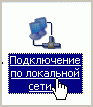 Подключение
по локальной
сети